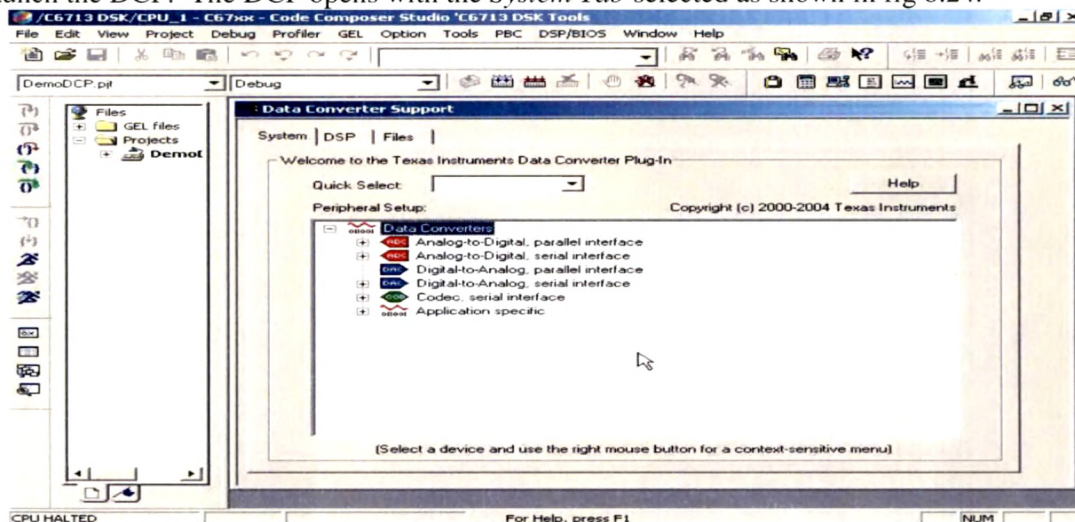 launch the DCP. The DCP opens with the System Tab selected as shown in fig 6.24.
/C6713 DSK/CPU_1 - C67xx - Code Composer Studio 'C6713 DSK Tools
File Edit View Project Debug Profiler GEL Option Tools PBC DSP/BIOS Window Help
DemoDCP.pjt Debug
Files
GEL files
Projects
Data Converter Support
System DSP Files
Welcome to the Texas Instruments Data Converter Plug-In
Quick Select: Help
Peripheral Setup: Copyright (c) 2000-2004 Texas Instruments
Data Converters
ADC Analog-to-Digital, parallel interface
ADC Analog-to-Digital, serial interface
DAC Digital-to-Analog, parallel interface
DAC Digital-to-Analog, serial interface
Codec, serial interface
Application specific
(Select a device and use the right mouse button for a context-sensitive menu)
CPU HALTED For Help, press F1 NUM